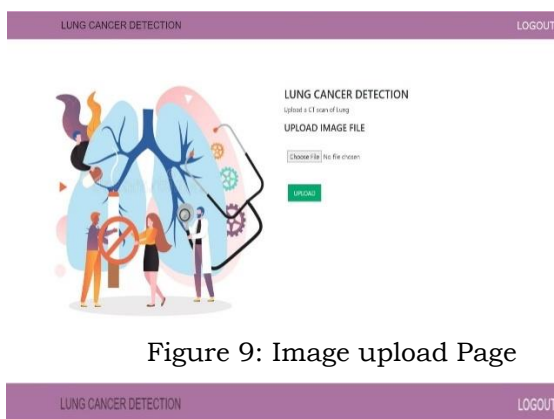 LUNG CANCER DETECTION LOGOUT
LUNG CANCER DETECTION
Upload a CT scan of Lung
UPLOAD IMAGE FILE
Choose File No file chosen
UPLOAD
Figure 9: Image upload Page
LUNG CANCER DETECTION LOGOUT